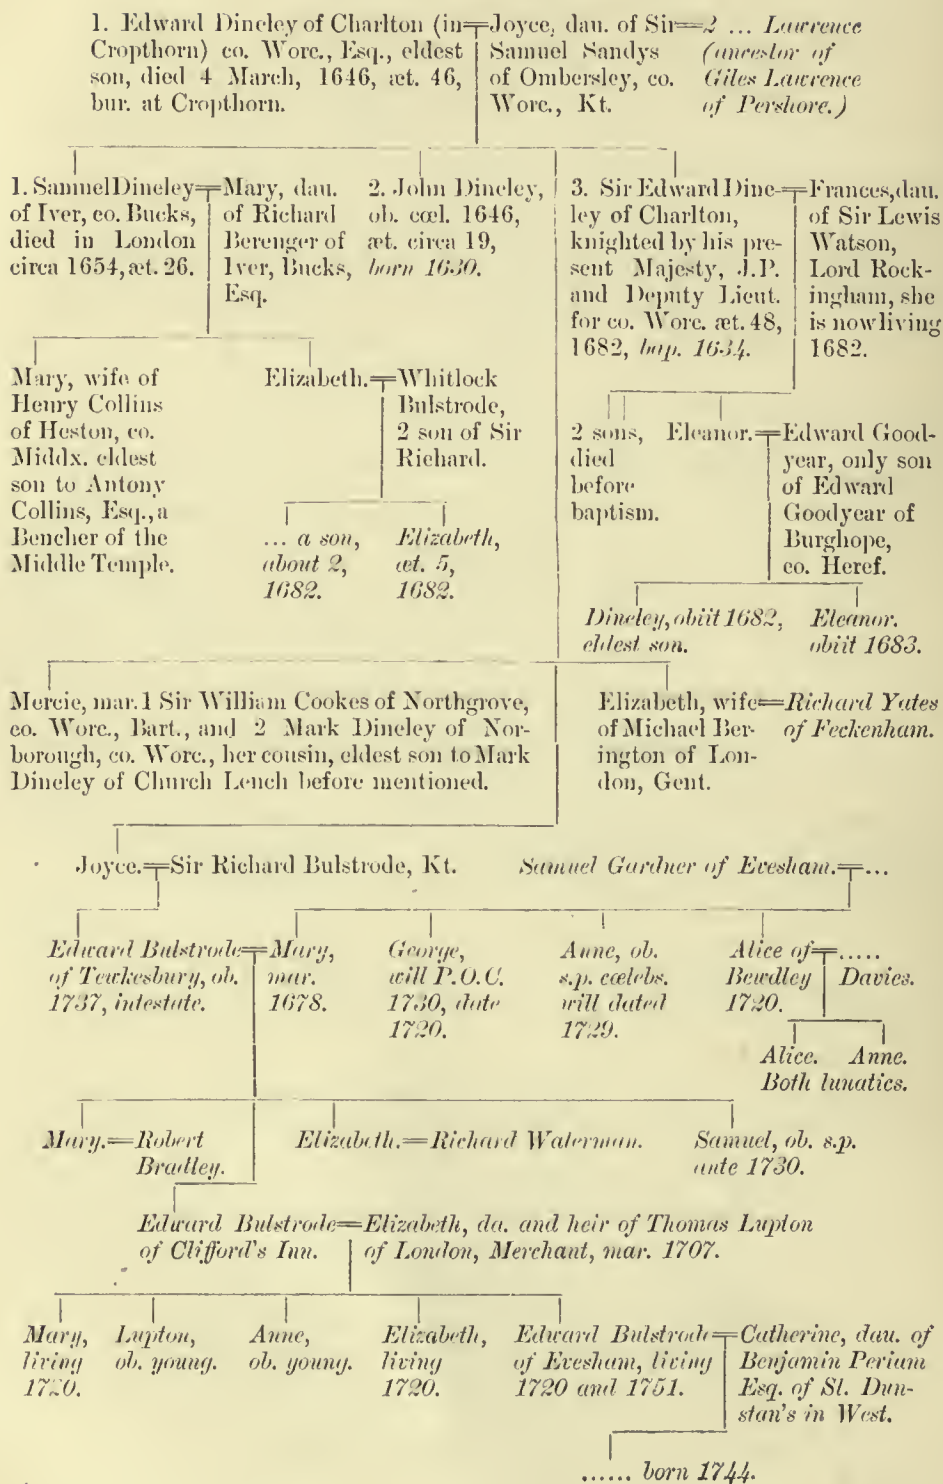 1. Edward Dineley of Charlton (in
Cropthorn) co. Worc., Esq., eldest
son, died 4 March, 1646, æt. 46,
bur. at Cropthorn.
Joyce, dau. of Sir
Samuel Sandys
of Ombersley, co.
Worc., Kt.
2 ... Lawrence
(ancestor of
Giles Lawrence
of Pershore.)
1. Samuel Dineley
of Iver, co. Bucks,
died in London
circa 1654, æt. 26.
Mary, dau.
of Richard
Berenger of
Iver, Bucks,
Esq.
2. John Dineley,
ob. cœl. 1646,
æt. circa 19,
born 1630.
3. Sir Edward Dine-
ley of Charlton,
knighted by his pre-
sent Majesty, J.P.
and Deputy Lieut.
for co. Worc. æt. 48,
1682, bap. 1634.
Frances, dau.
of Sir Lewis
Watson,
Lord Rock-
ingham, she
is now living
1682.
Mary, wife of
Henry Collins
of Heston, co.
Middx. eldest
son to Antony
Collins, Esq., a
Bencher of the
Middle Temple.
Elizabeth.
Whitlock
Bulstrode,
2 son of Sir
Richard.
2 sons,
died
before
baptism.
Eleanor.
Edward Good-
year, only son
of Edward
Goodyear of
Burghope,
co. Heref.
... a son,
about 2,
1682.
Elizabeth,
æt. 5,
1682.
Dineley, obiit 1682,
eldest son.
Eleanor.
obiit 1683.
Mercie, mar. 1 Sir William Cookes of Northgrove,
co. Worc., Bart., and 2 Mark Dineley of Nor-
borough, co. Worc., her cousin, eldest son to Mark
Dineley of Church Lench before mentioned.
Elizabeth, wife
of Michael Ber-
ington of Lon-
don, Gent.
Richard Yates
of Feckenham.
Joyce.
Sir Richard Bulstrode, Kt.
Samuel Gardner of Evesham.
...
Edward Bulstrode
of Tewkesbury, ob.
1737, intestate.
Mary,
mar.
1678.
George,
will P.O.C.
1730, date
1720.
Anne, ob.
s.p. cœlebs.
will dated
1729.
Alice of
Bewdley
1720.
.....
Davies.
Alice. Anne.
Both lunatics.
Mary.
Robert
Bradley.
Elizabeth.
Richard Waterman.
Samuel, ob. s.p.
ante 1730.
Edward Bulstrode
of Clifford's Inn.
Elizabeth, da. and heir of Thomas Lupton
of London, Merchant, mar. 1707.
Mary,
living
1720.
Lupton,
ob. young.
Anne,
ob. young.
Elizabeth,
living
1720.
Edward Bulstrode
of Evesham, living
1720 and 1751.
Catherine, dau. of
Benjamin Periam
Esq. of St. Dun-
stan's in West.
...... born 1744.